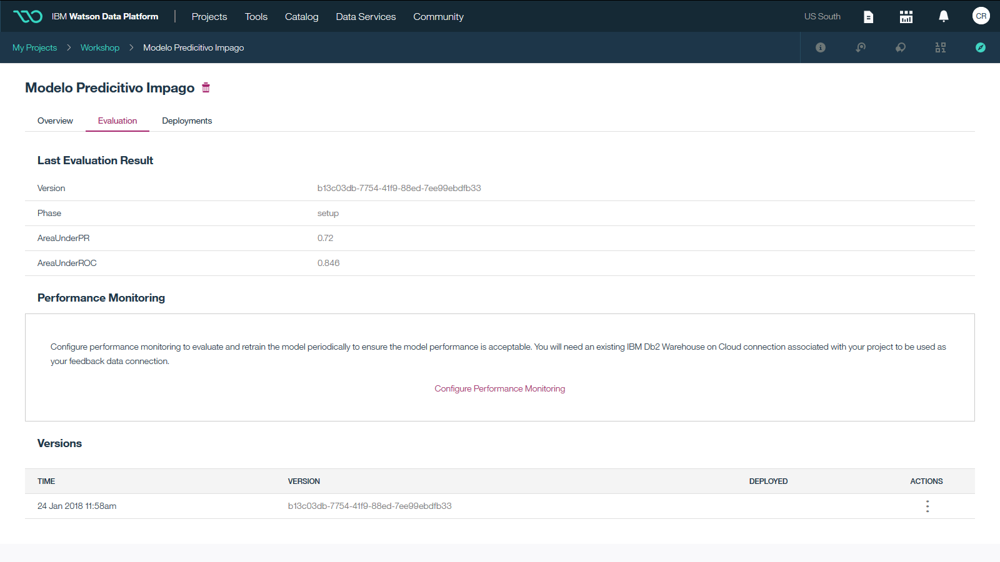 IBM Watson Data Platform | Projects Tools Catalog Data Services Community US South CR
My Projects > Workshop > Modelo Predicitivo Impago
Modelo Predicitivo Impago
Overview Evaluation Deployments
Last Evaluation Result
Version b13c03db-7754-41f9-88ed-7ee99ebdfb33
Phase setup
AreaUnderPR 0.72
AreaUnderROC 0.846
Performance Monitoring
Configure performance monitoring to evaluate and retrain the model periodically to ensure the model performance is acceptable. You will need an existing IBM Db2 Warehouse on Cloud connection associated with your project to be used as
your feedback data connection.
Configure Performance Monitoring
Versions
TIME VERSION DEPLOYED ACTIONS
24 Jan 2018 11:58am b13c03db-7754-41f9-88ed-7ee99ebdfb33